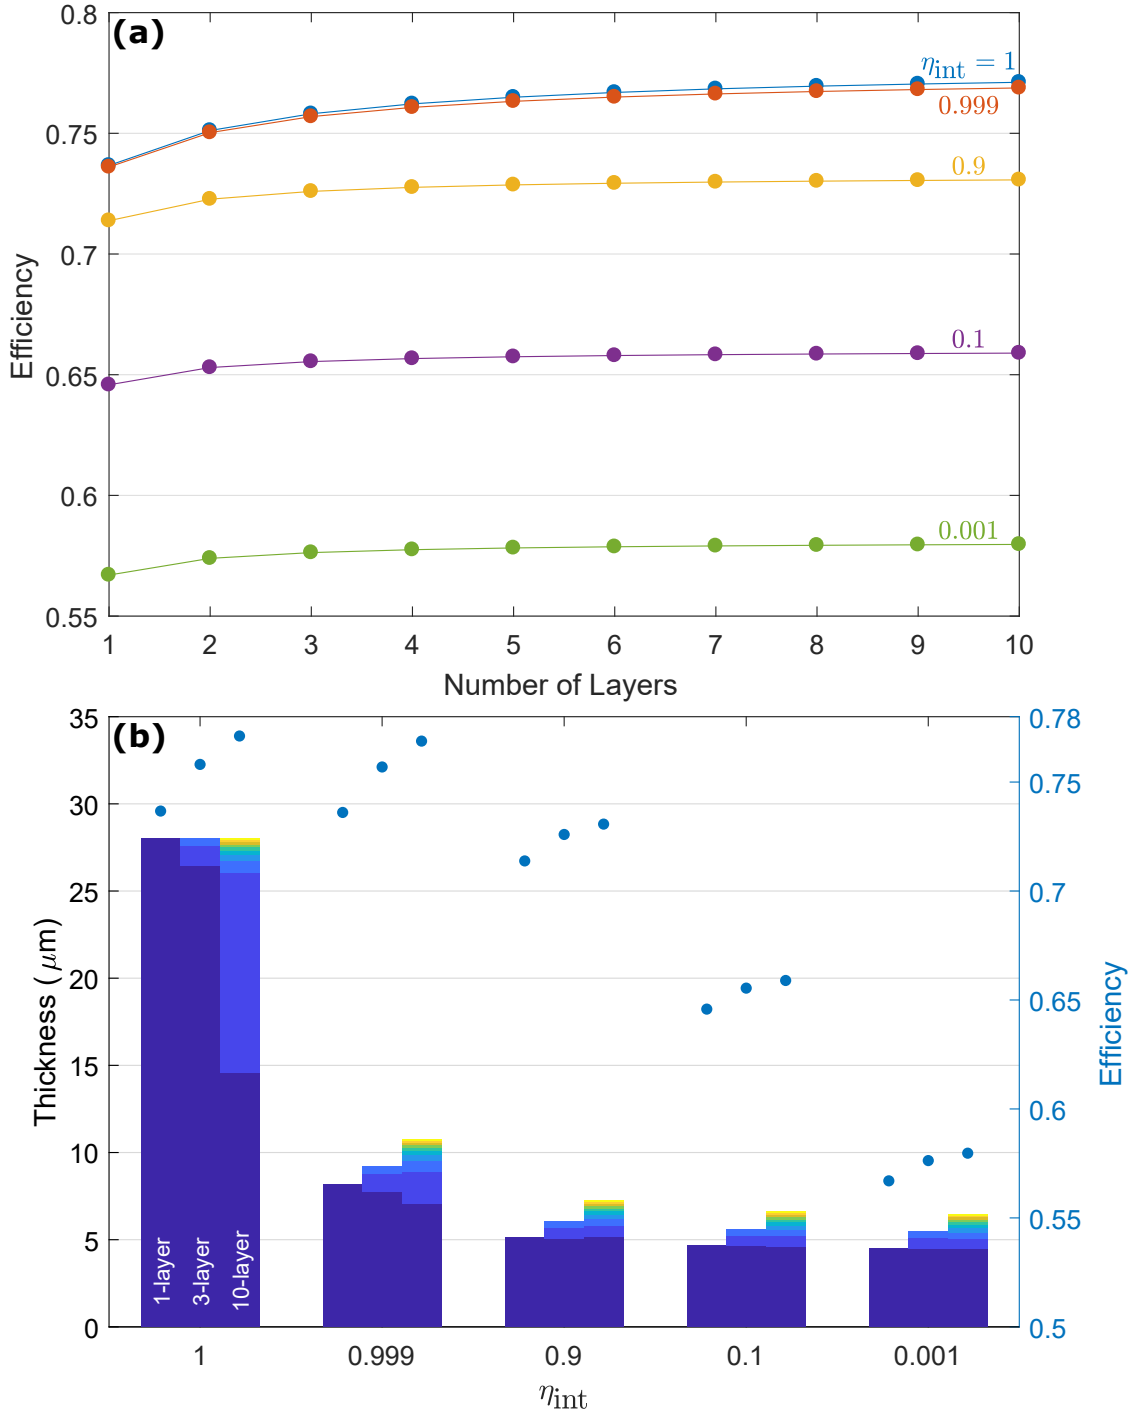 (a)
0.8
0.75
0.7
0.65
0.6
0.55
Efficiency
η_int = 1
0.999
0.9
0.1
0.001
1 2 3 4 5 6 7 8 9 10
Number of Layers
(b)
35
30
25
20
15
10
5
0
Thickness (μm)
1-layer
3-layer
10-layer
0.78
0.75
0.7
0.65
0.6
0.55
0.5
Efficiency
1 0.999 0.9 0.1 0.001
η_int